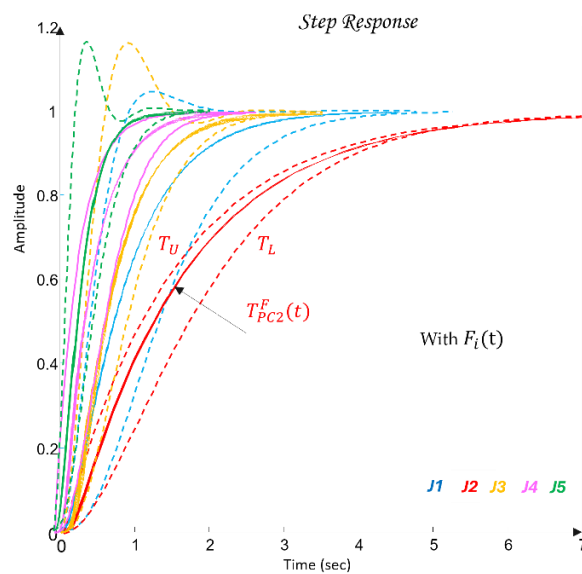 Step Response
1.2
1
0.8
0.6
0.4
0.2
0
Amplitude
T_U T_L
T^F_{PC2}(t)
With F_i(t)
J1 J2 J3 J4 J5
0 1 2 3 4 5 6 7
Time (sec)